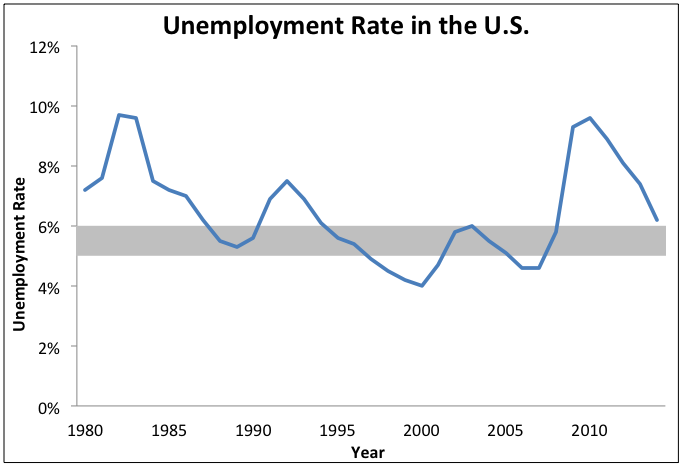 Unemployment Rate in the U.S.
12%
10%
8%
6%
4%
2%
0%
Unemployment Rate
1980 1985 1990 1995 2000 2005 2010
Year